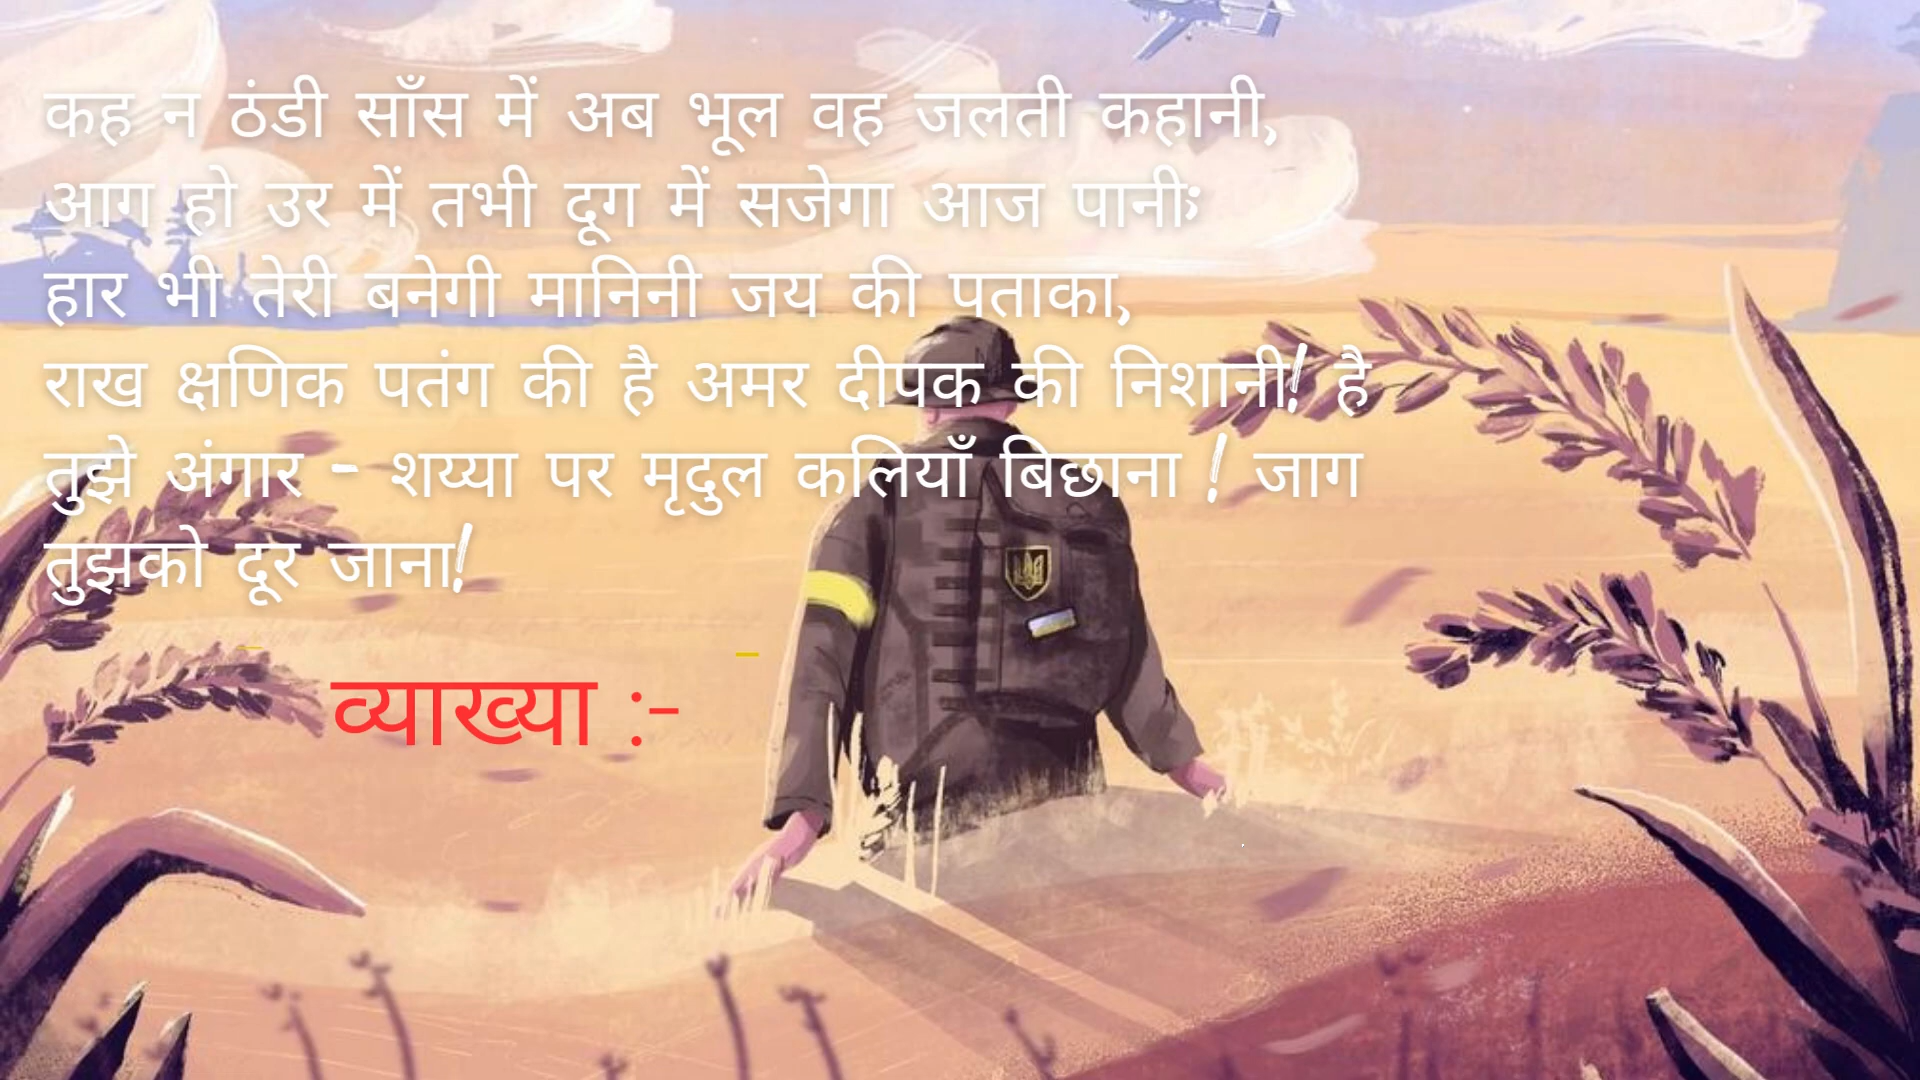 कह न ठंडी साँस में अब भूल वह जलती कहानी,
आग हो उर में तभी दूग में सजेगा आज पानी;
हार भी तेरी बनेगी मानिनी जय की पताका,
राख क्षणिक पतंग की है अमर दीपक की निशानी! है
तुझे अंगार - शय्या पर मृदुल कलियाँ बिछाना ! जाग
तुझको दूर जाना!
व्याख्या :-